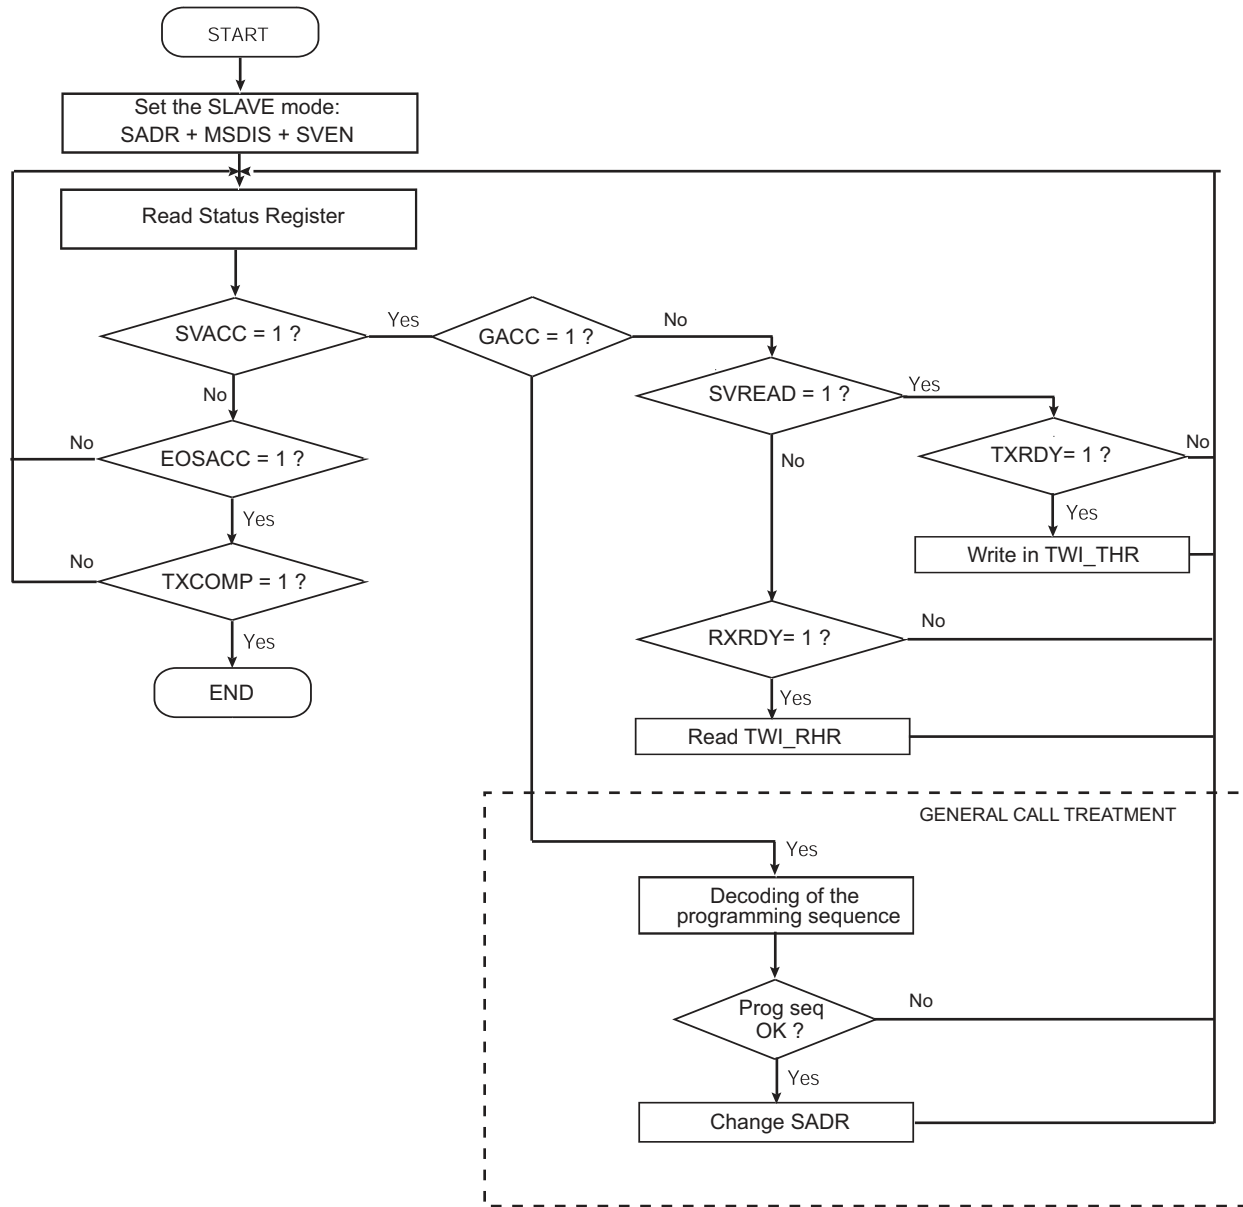 START
Set the SLAVE mode:
SADR + MSDIS + SVEN
Read Status Register
SVACC = 1 ?
Yes
GACC = 1 ?
No
SVREAD = 1 ?
Yes
No
No
EOSACC = 1 ?
No
TXRDY= 1 ?
No
Yes
Yes
Write in TWI_THR
No
TXCOMP = 1 ?
RXRDY= 1 ?
No
Yes
END
Yes
Read TWI_RHR
GENERAL CALL TREATMENT
Yes
Decoding of the
programming sequence
Prog seq
OK ?
No
Yes
Change SADR